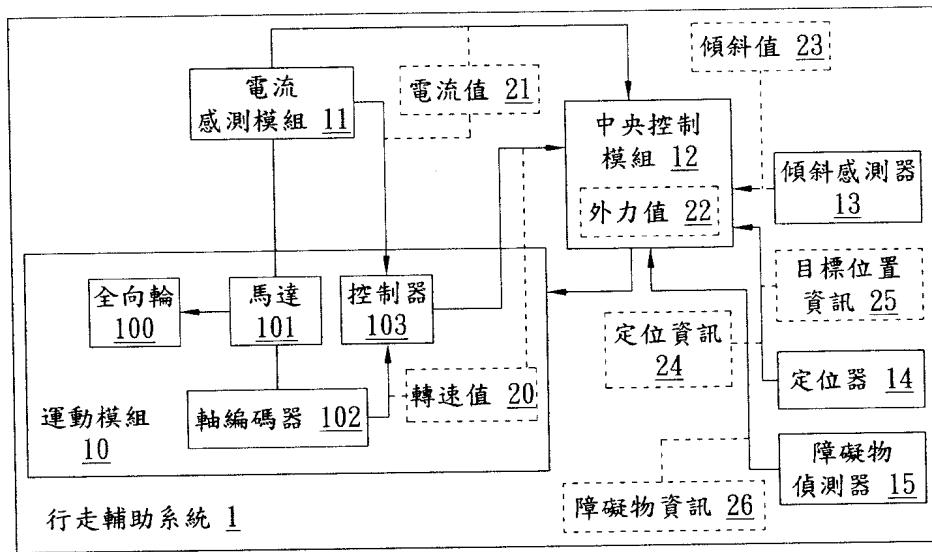 傾斜值 23
電流
感測模組 11
電流值 21
中央控制
模組 12
外力值 22
傾斜感測器
13
目標位置
資訊 25
全向輪
100
馬達
101
控制器
103
定位資訊
24
定位器 14
軸編碼器 102
轉速值 20
運動模組
10
障礙物
偵測器 15
障礙物資訊 26
行走輔助系統 1